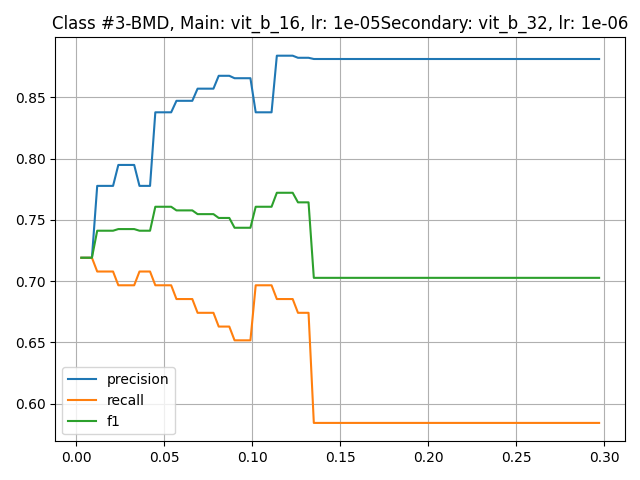 Class #3-BMD, Main: vit_b_16, lr: 1e-05Secondary: vit_b_32, lr: 1e-06
0.85
0.80
0.75
0.70
0.65
0.60
precision
recall
f1
0.00 0.05 0.10 0.15 0.20 0.25 0.30